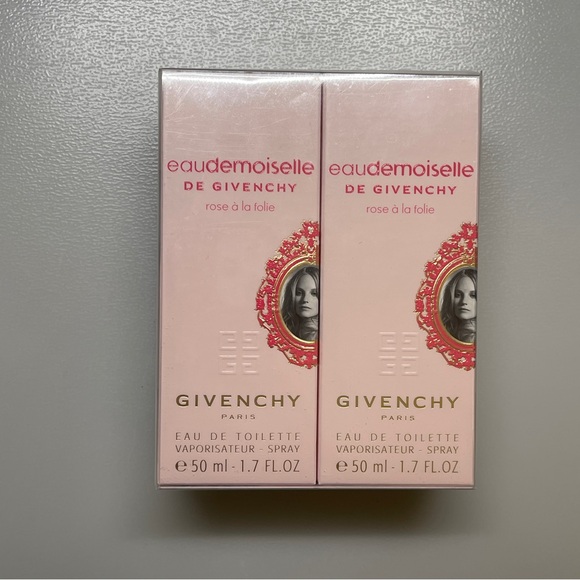 eaudemoiselle
DE GIVENCHY
rose à la folie
GIVENCHY
PARIS
EAU DE TOILETTE
VAPORISATEUR - SPRAY
e 50 ml - 1.7 FL.OZ
eaudemoiselle
DE GIVENCHY
rose à la folie
GIVENCHY
PARIS
EAU DE TOILETTE
VAPORISATEUR - SPRAY
e 50 ml - 1.7 FL.OZ